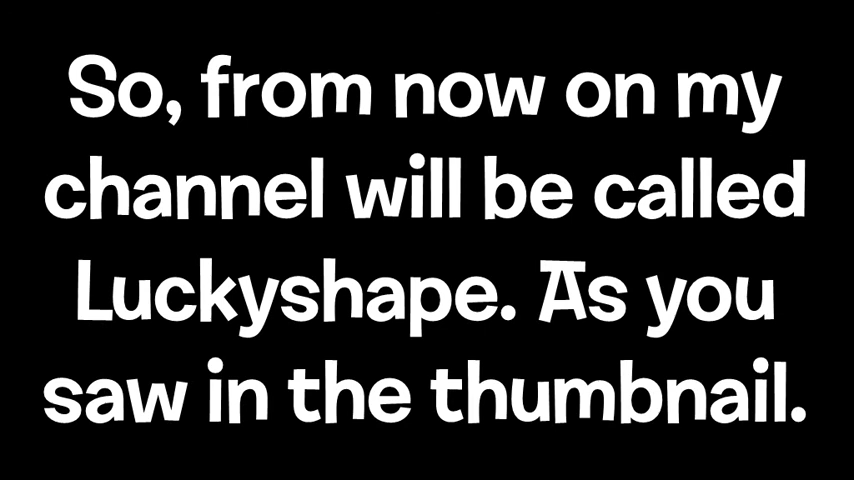 So, from now on my
channel will be called
Luckyshape. As you
saw in the thumbnail.